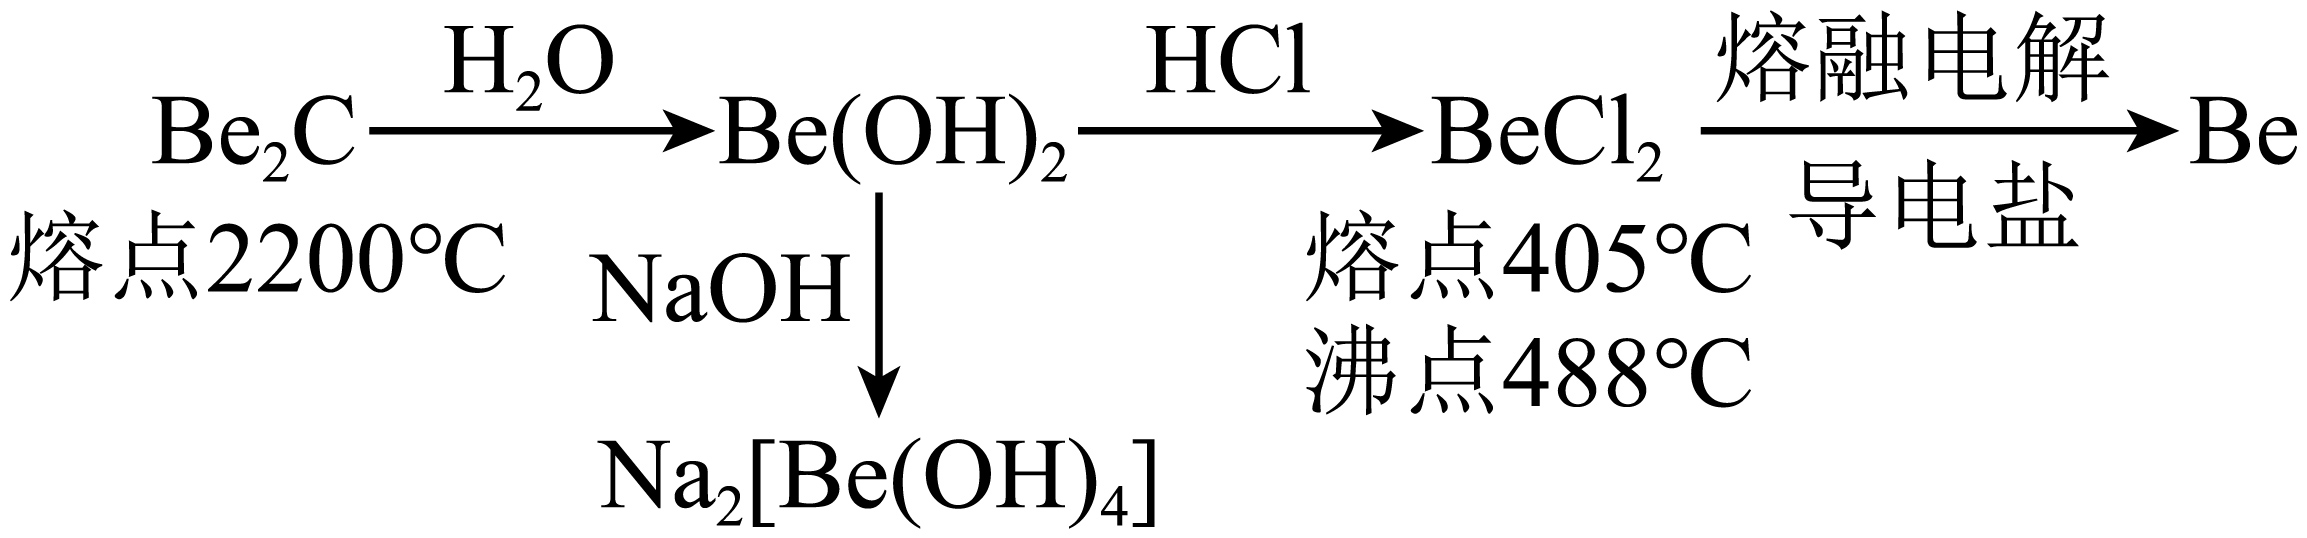 H₂O HCl 熔融电解
Be₂C Be(OH)₂ BeCl₂ Be
导电盐
熔点2200°C NaOH 熔点405°C
沸点488°C
Na₂[Be(OH)₄]